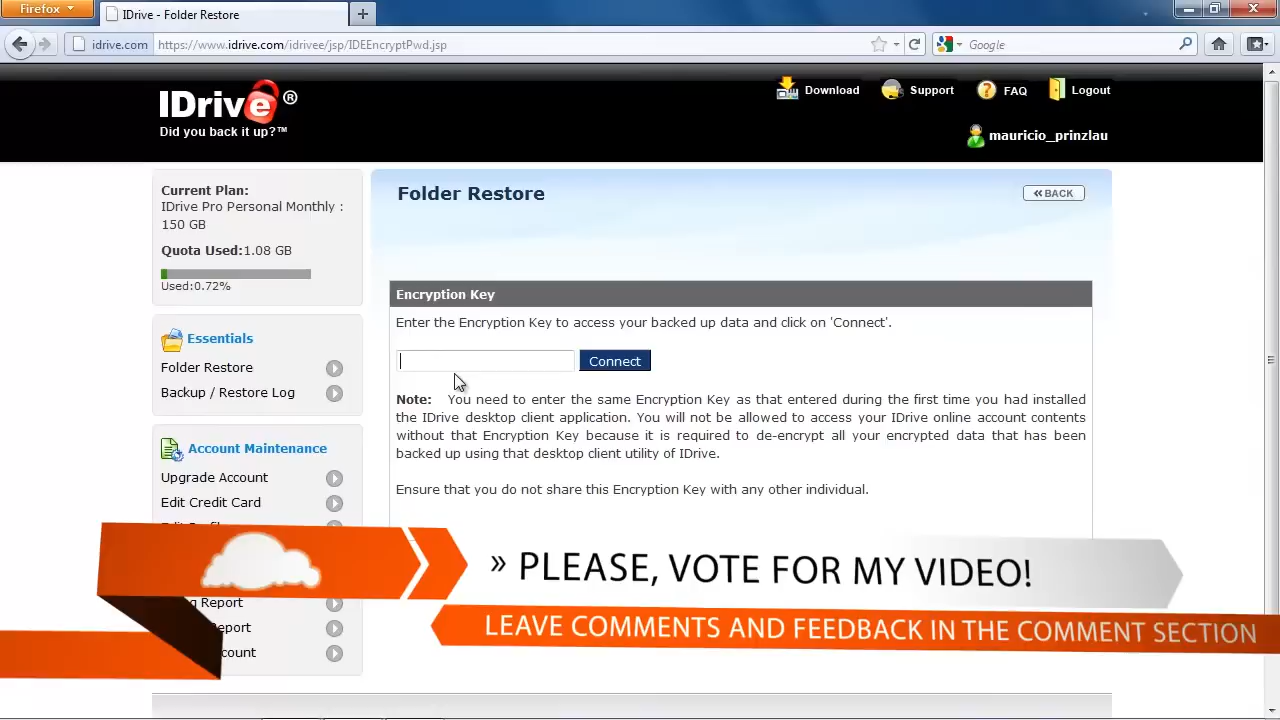 Firefox
IDrive - Folder Restore
idrive.com
https://www.idrive.com/idrivee/jsp/IDEEncryptPwd.jsp
Google
IDrive®
Did you back it up?™
Download
Support
FAQ
Logout
mauricio_prinzlau
Current Plan:
IDrive Pro Personal Monthly :
150 GB
Quota Used:1.08 GB
Used:0.72%
Essentials
Folder Restore
Backup / Restore Log
Account Maintenance
Upgrade Account
Edit Credit Card
Folder Restore
BACK
Encryption Key
Enter the Encryption Key to access your backed up data and click on 'Connect'.
Connect
Note: You need to enter the same Encryption Key as that entered during the first time you had installed
the IDrive desktop client application. You will not be allowed to access your IDrive online account contents
without that Encryption Key because it is required to de-encrypt all your encrypted data that has been
backed up using that desktop client utility of IDrive.
Ensure that you do not share this Encryption Key with any other individual.
» PLEASE, VOTE FOR MY VIDEO!
LEAVE COMMENTS AND FEEDBACK IN THE COMMENT SECTION
Report